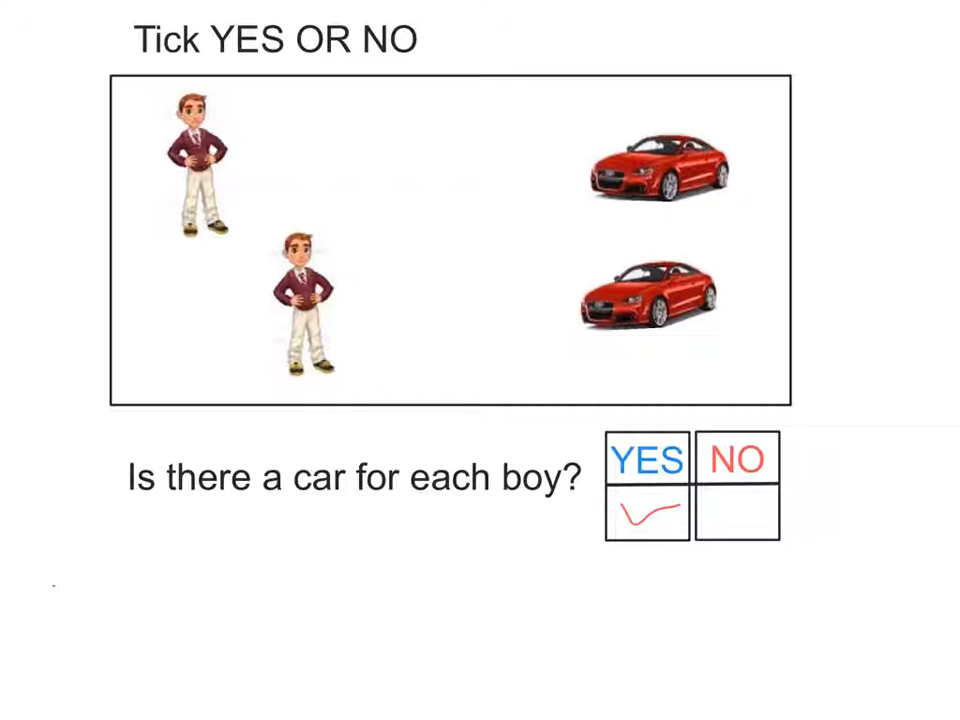 Tick YES OR NO
Is there a car for each boy?
YES NO